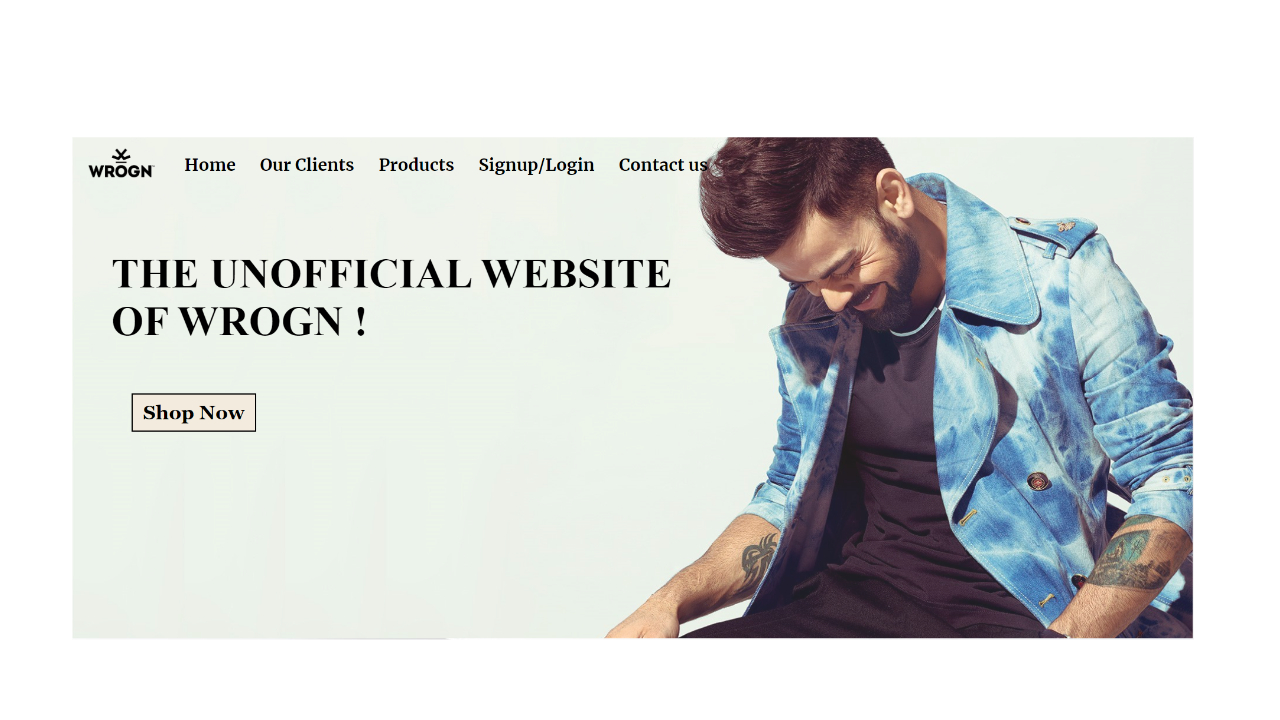 WROGN
Home Our Clients Products Signup/Login Contact us
THE UNOFFICIAL WEBSITE
OF WROGN !
Shop Now